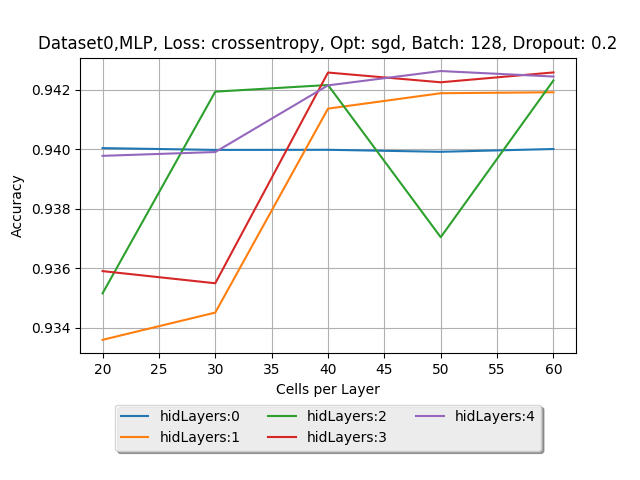 Dataset0,MLP, Loss: crossentropy, Opt: sgd, Batch: 128, Dropout: 0.2
0.942
0.940
0.938
0.936
0.934
Accuracy
20 25 30 35 40 45 50 55 60
Cells per Layer
hidLayers:0 hidLayers:2 hidLayers:4
hidLayers:1 hidLayers:3